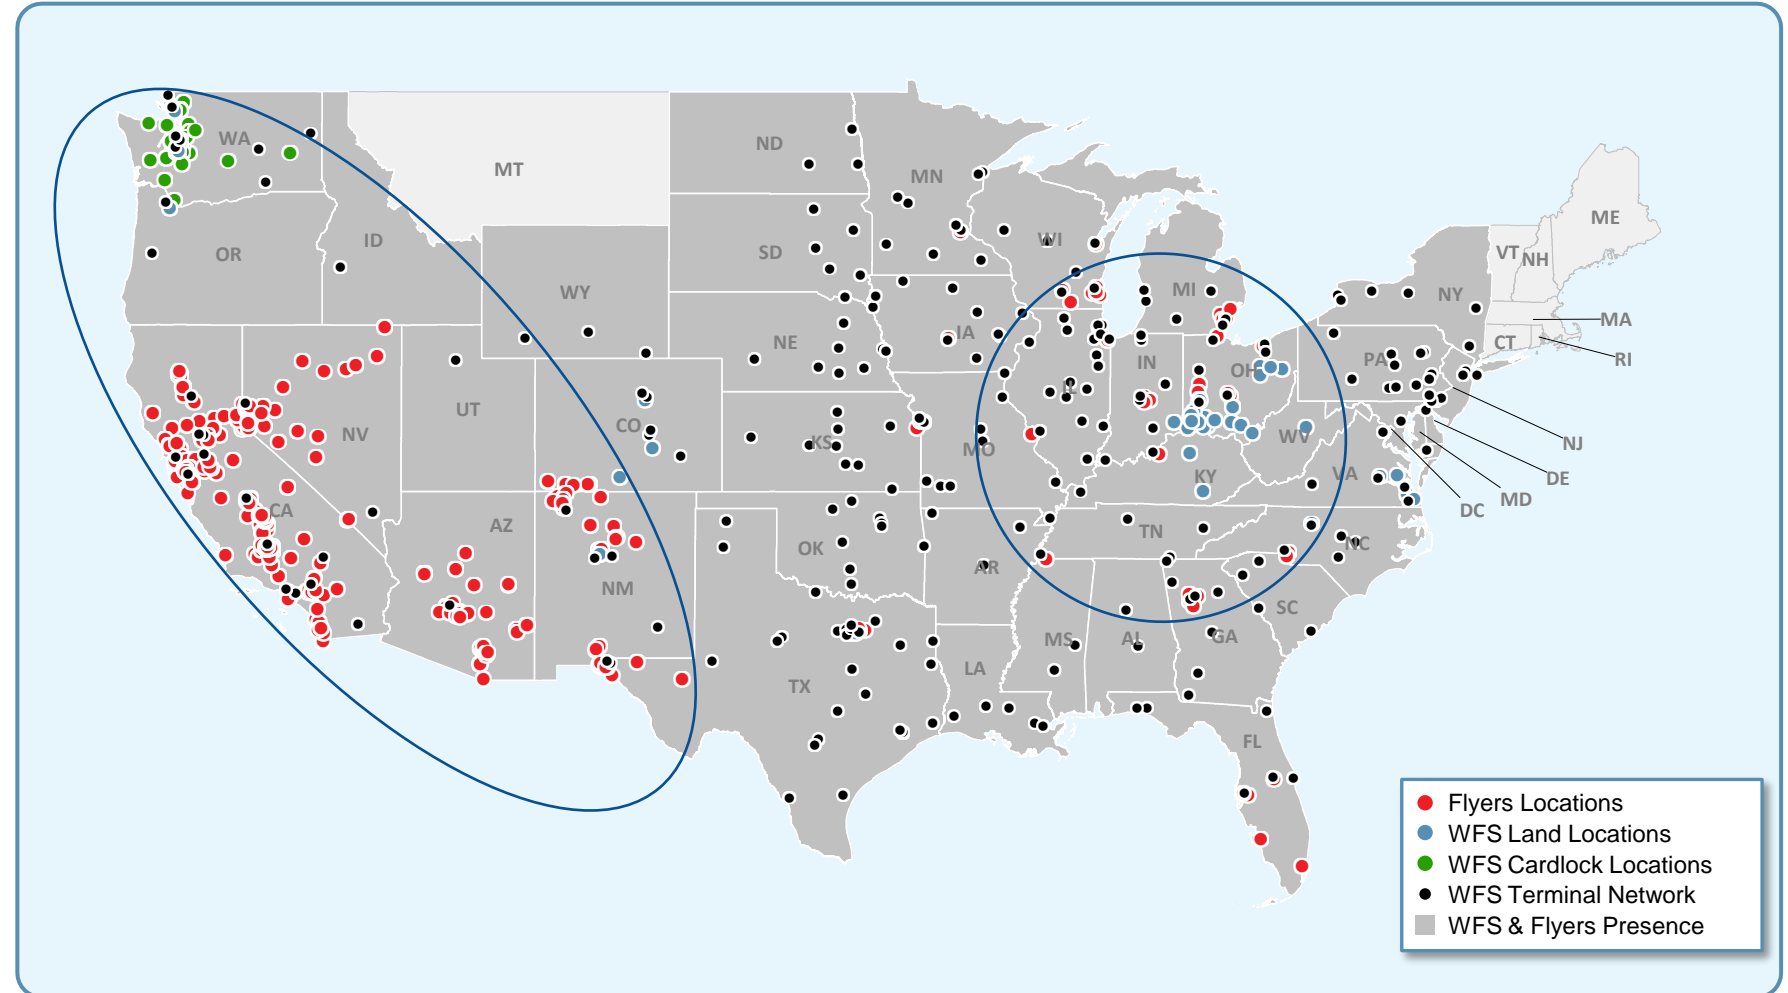 WA
MT
ND
MN
ME
OR
ID
SD
WI
VT
NH
WY
MI
NY
MA
NE
IA
CT
RI
PA
IN
OH
IL
UT
NV
CO
KS
MO
WV
NJ
VA
KY
DE
MD
DC
CA
AZ
OK
TN
NC
AR
NM
SC
MS
AL
GA
TX
LA
FL
Flyers Locations
WFS Land Locations
WFS Cardlock Locations
WFS Terminal Network
WFS & Flyers Presence